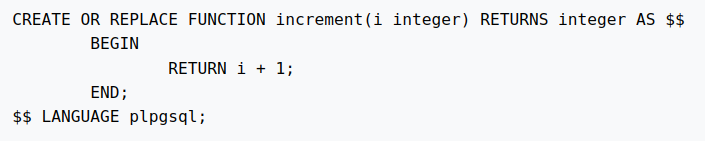 CREATE OR REPLACE FUNCTION increment(i integer) RETURNS integer AS $$
        BEGIN
                RETURN i + 1;
        END;
$$ LANGUAGE plpgsql;